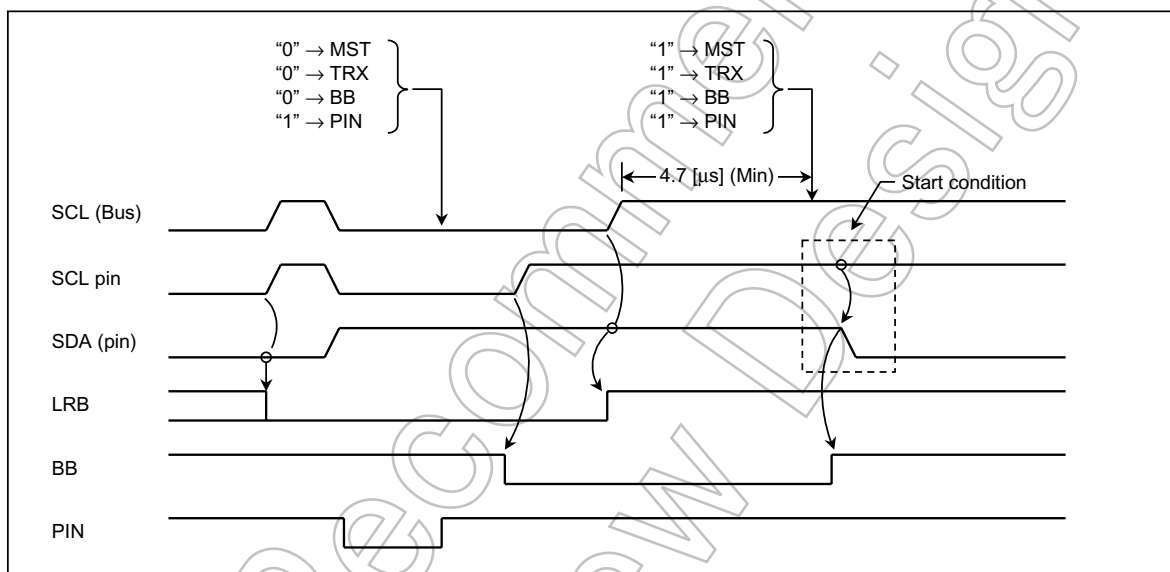 “0” → MST
“0” → TRX
“0” → BB
“1” → PIN
“1” → MST
“1” → TRX
“1” → BB
“1” → PIN
4.7 [μs] (Min)
Start condition
SCL (Bus)
SCL pin
SDA (pin)
LRB
BB
PIN